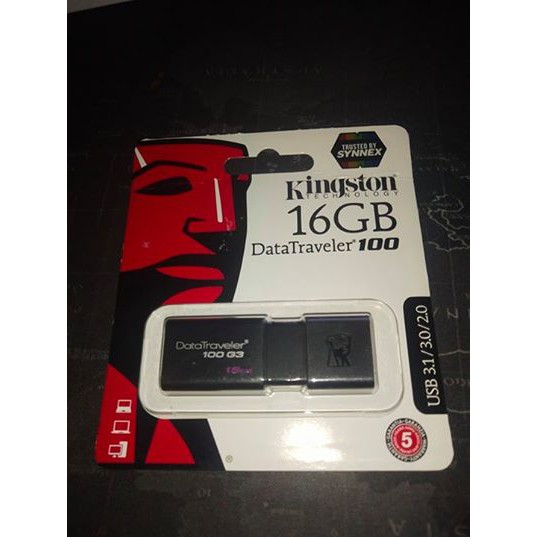 TRUSTED BY
SYNNEX
Kingston
TECHNOLOGY
16GB
DataTraveler® 100
DataTraveler®
100 G3
16GB
USB 3.1/3.0/2.0
5
®